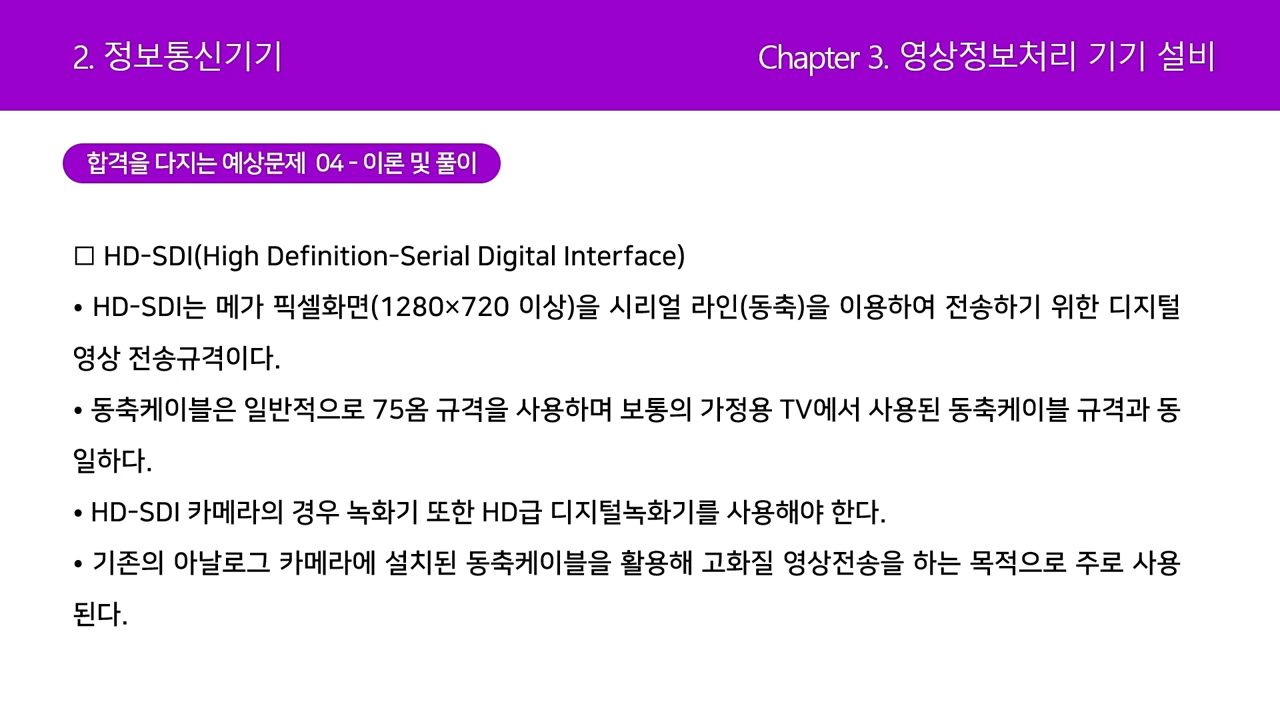 2. 정보통신기기
Chapter 3. 영상정보처리 기기 설비
합격을 다지는 예상문제 04 - 이론 및 풀이
□ HD-SDI(High Definition-Serial Digital Interface)
• HD-SDI는 메가 픽셀화면(1280×720 이상)을 시리얼 라인(동축)을 이용하여 전송하기 위한 디지털
영상 전송규격이다.
• 동축케이블은 일반적으로 75옴 규격을 사용하며 보통의 가정용 TV에서 사용된 동축케이블 규격과 동
일하다.
• HD-SDI 카메라의 경우 녹화기 또한 HD급 디지털녹화기를 사용해야 한다.
• 기존의 아날로그 카메라에 설치된 동축케이블을 활용해 고화질 영상전송을 하는 목적으로 주로 사용
된다.